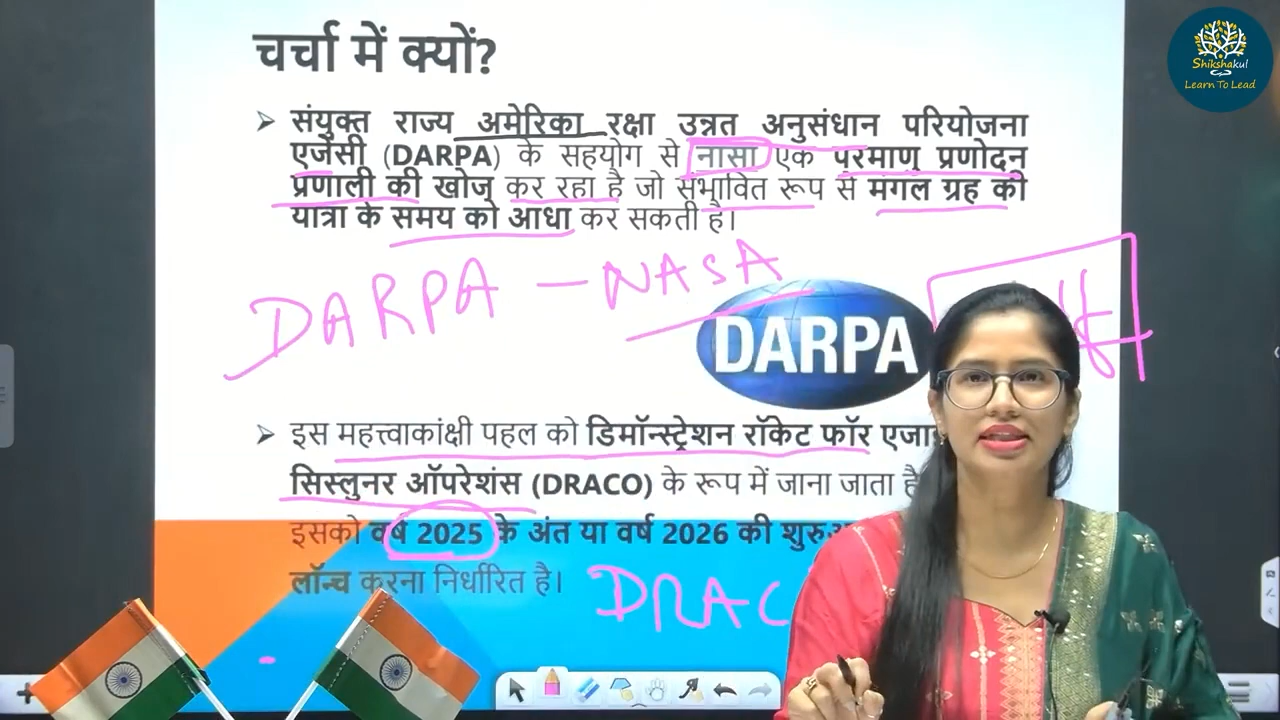 चर्चा में क्यों?
Shikshakul
Learn To Lead
➢ संयुक्त राज्य अमेरिका रक्षा उन्नत अनुसंधान परियोजना
एजेंसी (DARPA) के सहयोग से नासा एक परमाणु प्रणोदन
प्रणाली की खोज कर रहा है जो संभावित रूप से मंगल ग्रह की
यात्रा के समय को आधा कर सकती है।
DARPA - NASA
DARPA
➢ इस महत्त्वाकांक्षी पहल को डिमॉन्स्ट्रेशन रॉकेट फॉर
सिस्लुनर ऑपरेशंस (DRACO) के रूप में जाना जाता है
इसको वर्ष 2025 के अंत या वर्ष 2026 की
लॉन्च करना निर्धारित है।
DRAC